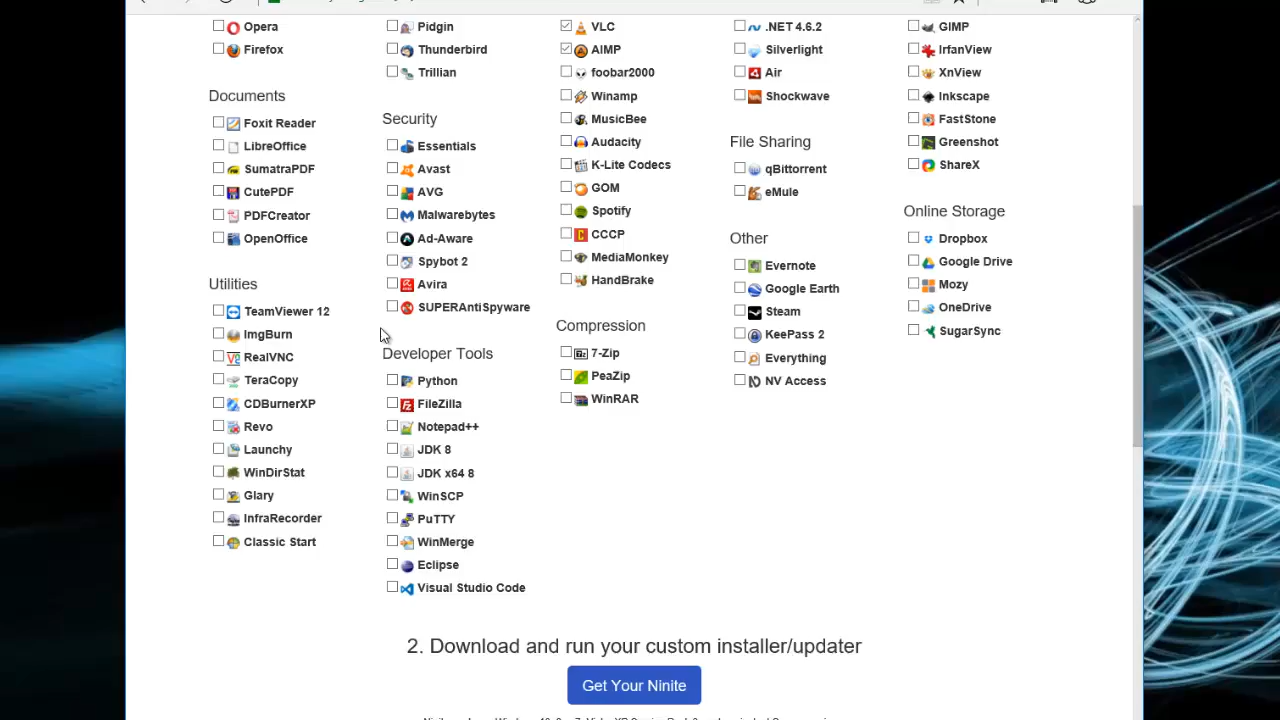 Opera
Firefox
Documents
Foxit Reader
LibreOffice
SumatraPDF
CutePDF
PDFCreator
OpenOffice
Utilities
TeamViewer 12
ImgBurn
RealVNC
TeraCopy
CDBurnerXP
Revo
Launchy
WinDirStat
Glary
InfraRecorder
Classic Start
Pidgin
Thunderbird
Trillian
Security
Essentials
Avast
AVG
Malwarebytes
Ad-Aware
Spybot 2
Avira
SUPERAntiSpyware
Developer Tools
Python
FileZilla
Notepad++
JDK 8
JDK x64 8
WinSCP
PuTTY
WinMerge
Eclipse
Visual Studio Code
VLC
AIMP
foobar2000
Winamp
MusicBee
Audacity
K-Lite Codecs
GOM
Spotify
CCCP
MediaMonkey
HandBrake
Compression
7-Zip
PeaZip
WinRAR
.NET 4.6.2
Silverlight
Air
Shockwave
File Sharing
qBittorrent
eMule
Other
Evernote
Google Earth
Steam
KeePass 2
Everything
NV Access
GIMP
IrfanView
XnView
Inkscape
FastStone
Greenshot
ShareX
Online Storage
Dropbox
Google Drive
Mozy
OneDrive
SugarSync
2. Download and run your custom installer/updater
Get Your Ninite